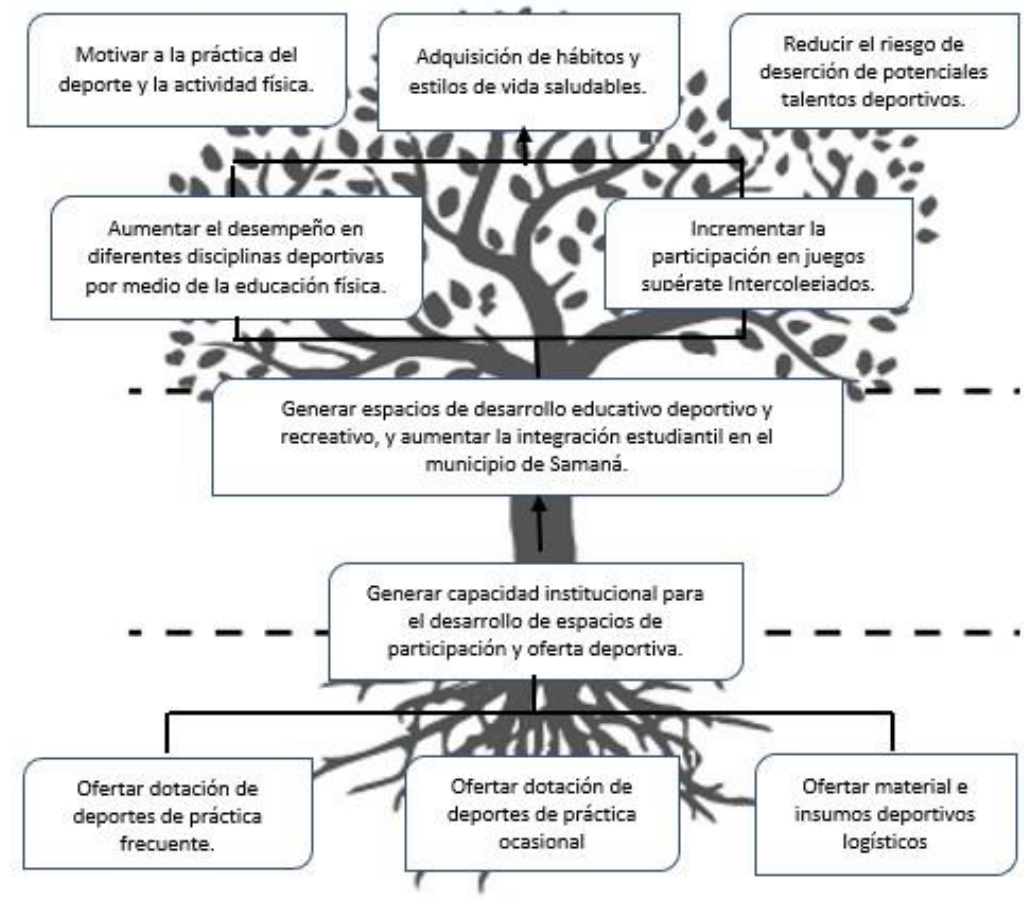 Motivar a la práctica del
deporte y la actividad física.
Adquisición de hábitos y
estilos de vida saludables.
Reducir el riesgo de
deserción de potenciales
talentos deportivos.
Aumentar el desempeño en
diferentes disciplinas deportivas
por medio de la educación física.
Incrementar la
participación en juegos
supérate Intercolegiados.
Generar espacios de desarrollo educativo deportivo y
recreativo, y aumentar la integración estudiantil en el
municipio de Samaná.
Generar capacidad institucional para
el desarrollo de espacios de
participación y oferta deportiva.
Ofertar dotación de
deportes de práctica
frecuente.
Ofertar dotación de
deportes de práctica
ocasional
Ofertar material e
insumos deportivos
logísticos